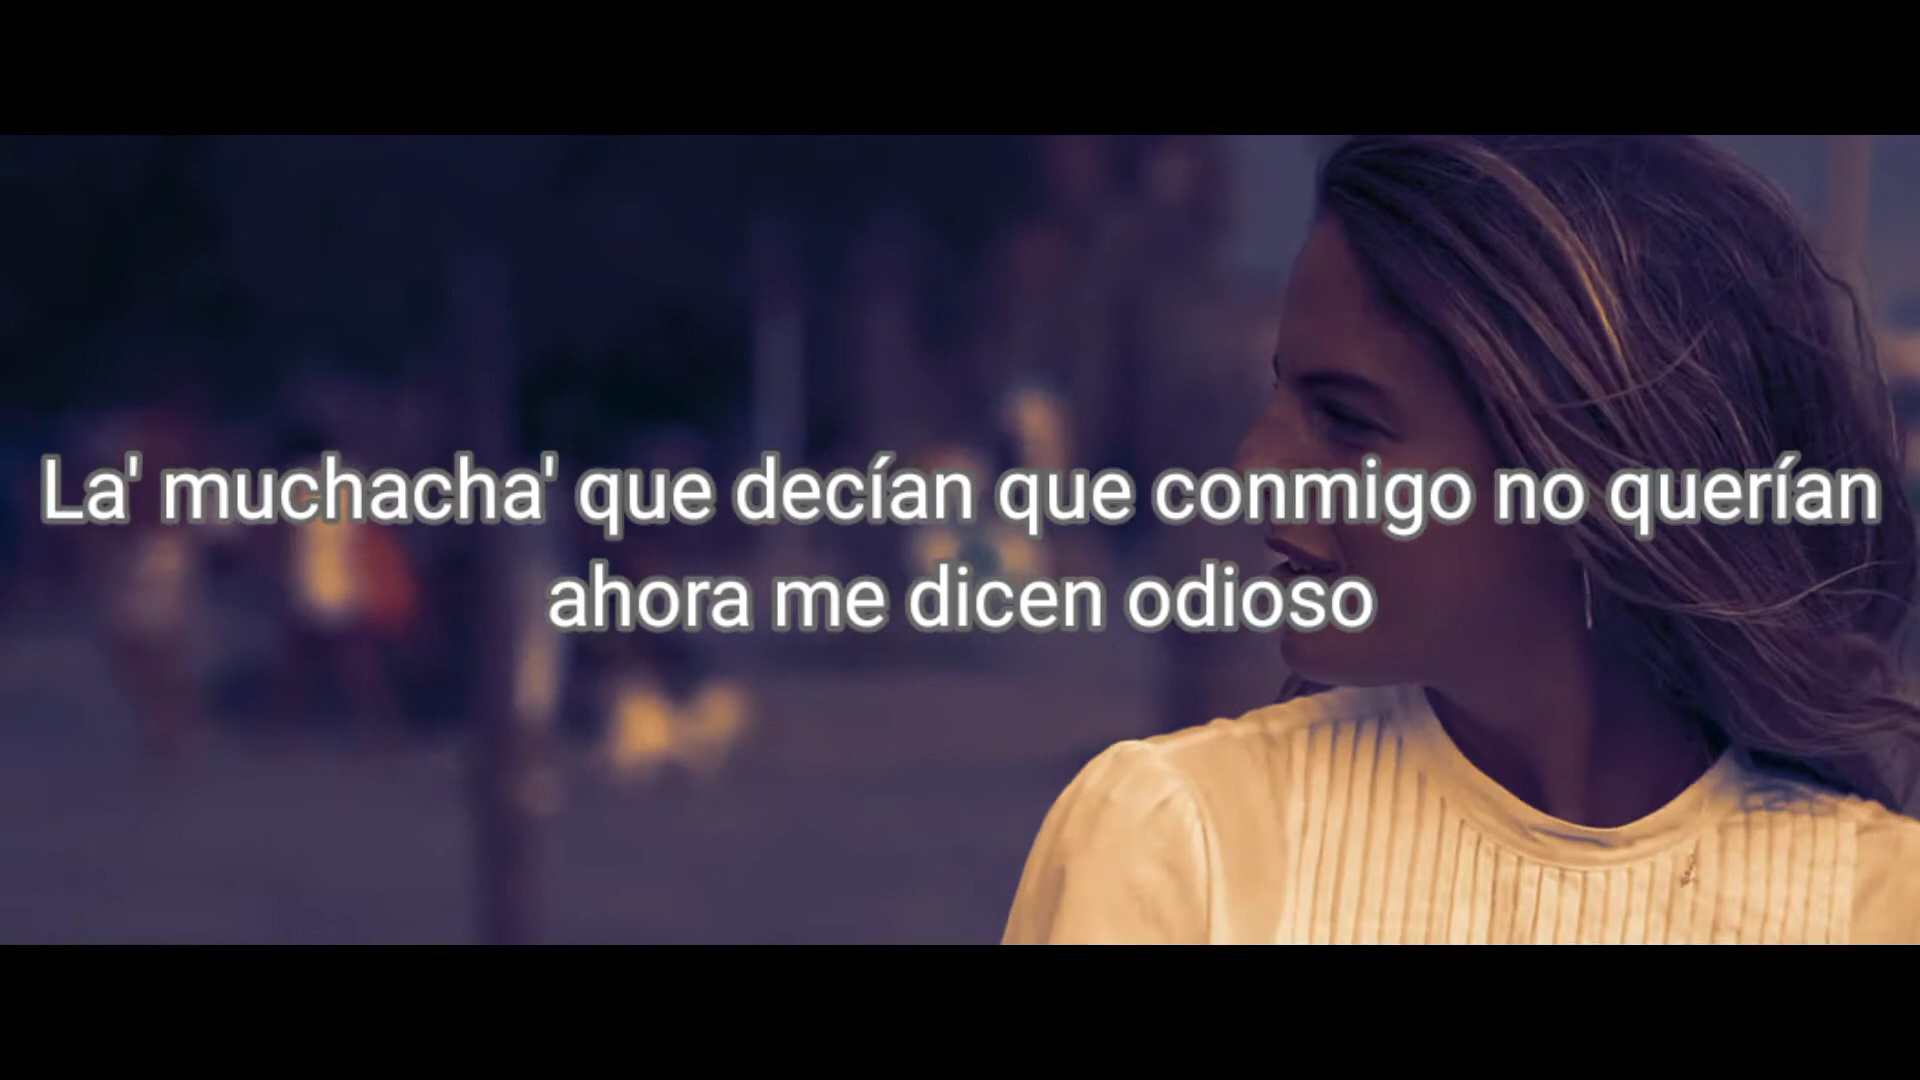 La' muchacha' que decían que conmigo no querían
ahora me dicen odioso